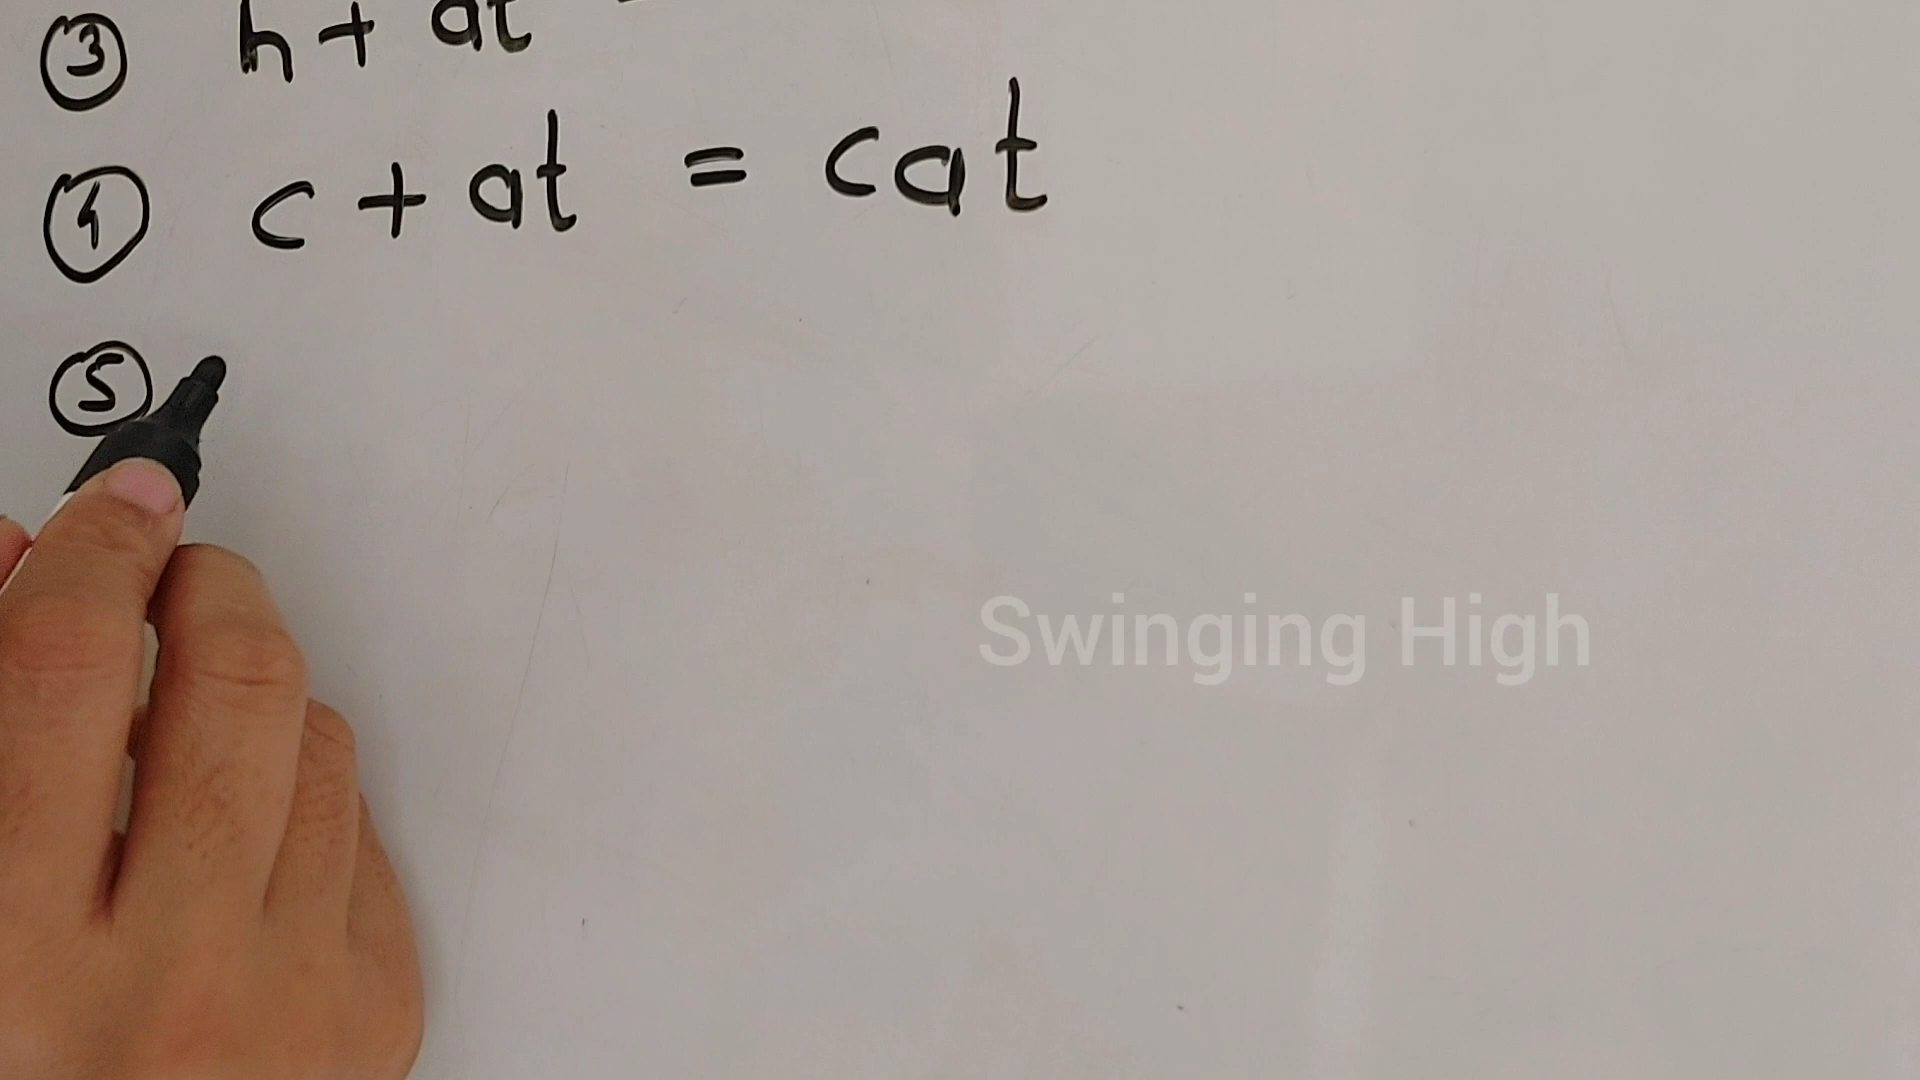 ③ h + at
④ c + at = cat
⑤
Swinging High